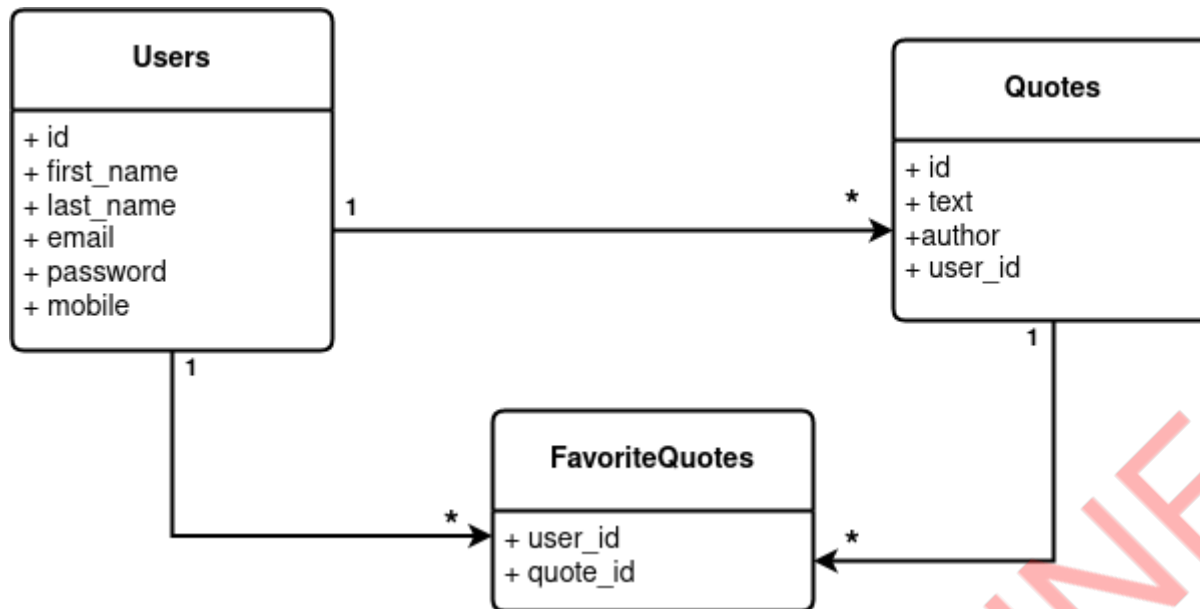 Users
+ id
+ first_name
+ last_name
+ email
+ password
+ mobile
1
*
Quotes
+ id
+ text
+author
+ user_id
1
1
FavoriteQuotes
*
*
+ user_id
+ quote_id